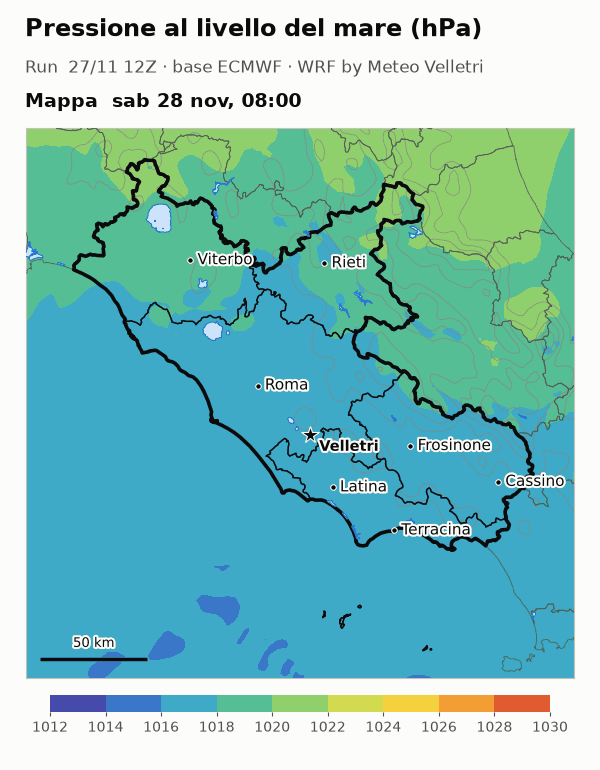 Pressione al livello del mare (hPa)
Run 27/11 12Z · base ECMWF · WRF by Meteo Velletri
Mappa sab 28 nov, 08:00
Viterbo
Rieti
Roma
Velletri
Frosinone
Cassino
Latina
Terracina
50 km
1012 1014 1016 1018 1020 1022 1024 1026 1028 1030